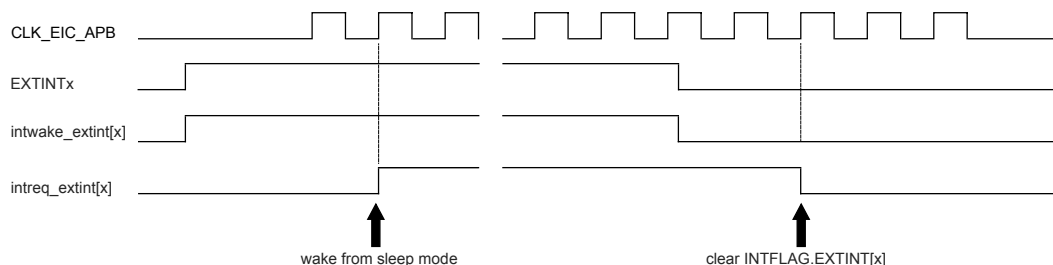 CLK_EIC_APB
EXTINTx
intwake_extint[x]
intreq_extint[x]
wake from sleep mode
clear INTFLAG.EXTINT[x]